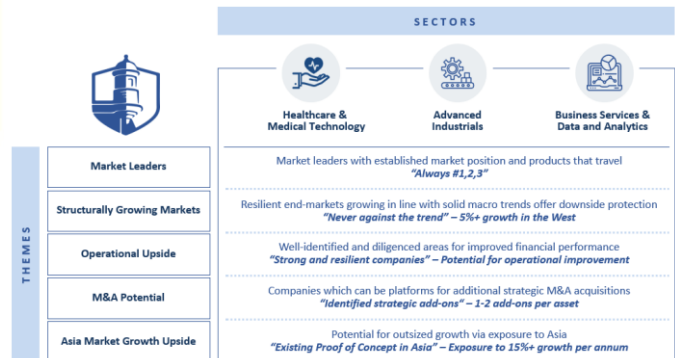 SECTORS
Healthcare &
Medical Technology
Advanced
Industrials
Business Services &
Data and Analytics
THEMES
Market Leaders
Market leaders with established market position and products that travel
“Always #1,2,3”
Structurally Growing Markets
Resilient end-markets growing in line with solid macro trends offer downside protection
“Never against the trend” – 5%+ growth in the West
Operational Upside
Well-identified and diligenced areas for improved financial performance
“Strong and resilient companies” – Potential for operational improvement
M&A Potential
Companies which can be platforms for additional strategic M&A acquisitions
“Identified strategic add-ons” – 1-2 add-ons per asset
Asia Market Growth Upside
Potential for outsized growth via exposure to Asia
“Existing Proof of Concept in Asia” – Exposure to 15%+ growth per annum